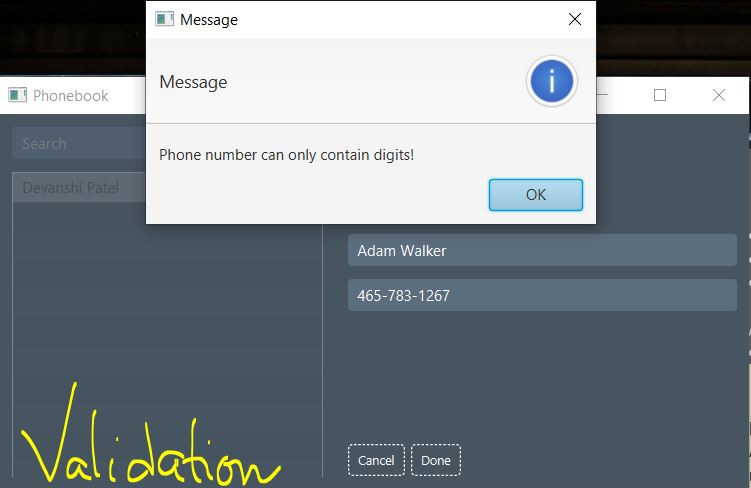 Message
Message
Phone number can only contain digits!
OK
Phonebook
Search
Devanshi Patel
Adam Walker
465-783-1267
Cancel
Done
Validation